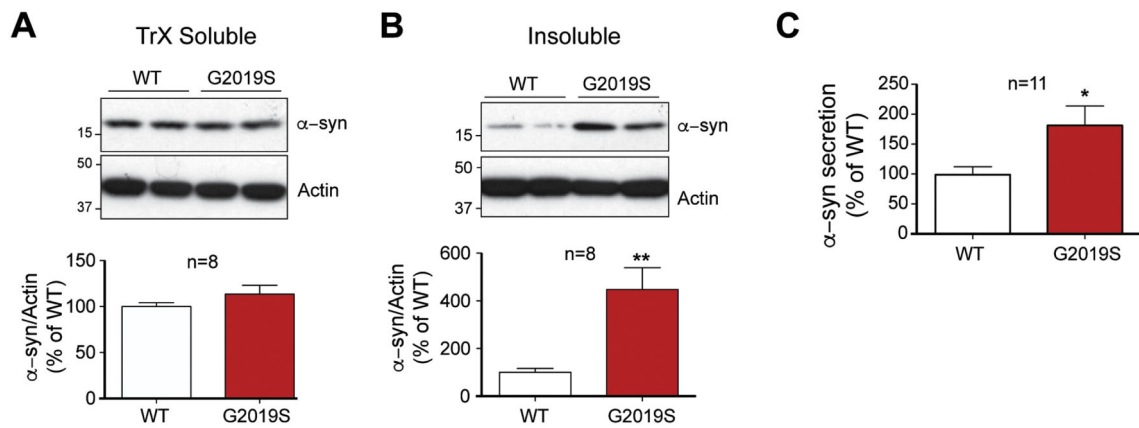 A
TrX Soluble
WT G2019S
α–syn
15
50
Actin
37
n=8
α–syn/Actin
(% of WT)
150
100
50
0
WT G2019S
B
Insoluble
WT G2019S
α–syn
15
50
Actin
37
n=8
**
α–syn/Actin
(% of WT)
600
400
200
0
WT G2019S
C
n=11
*
α–syn secretion
(% of WT)
250
200
150
100
50
0
WT G2019S